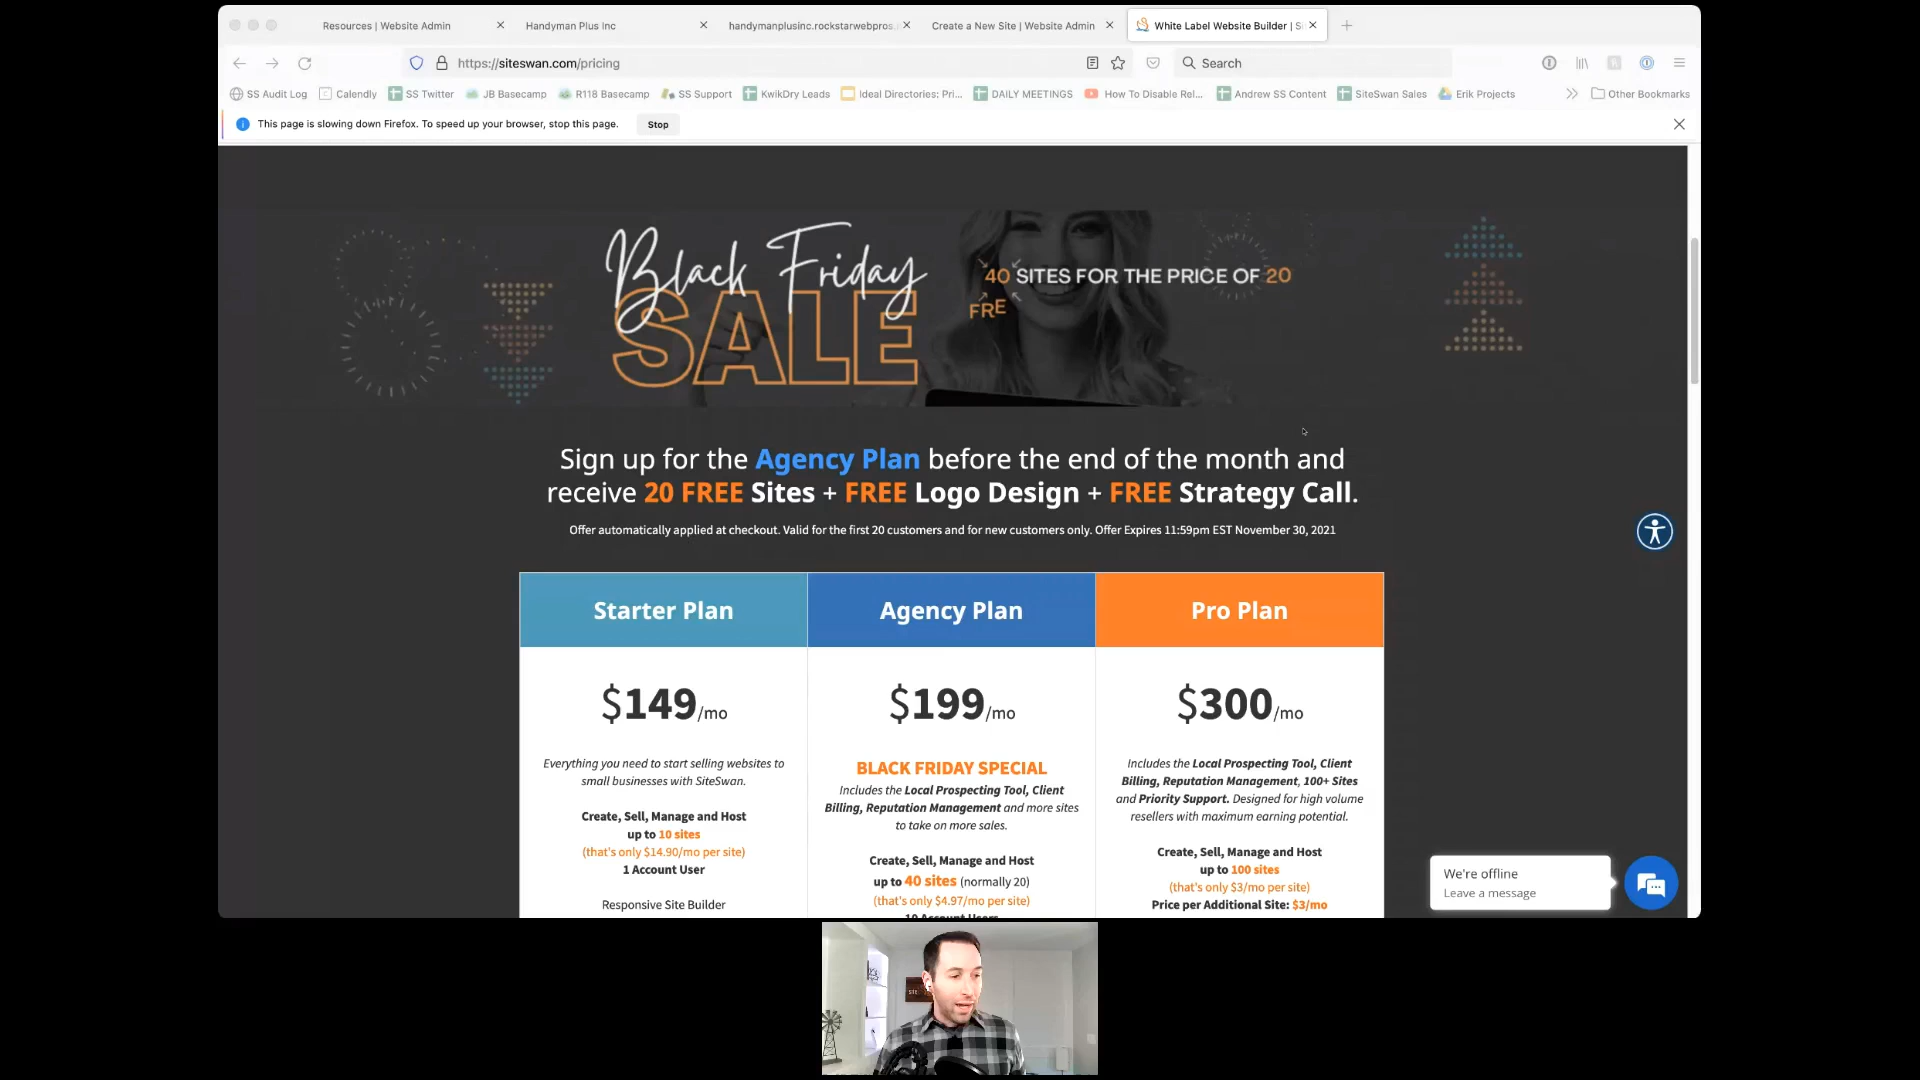 Resources | Website Admin
Handyman Plus Inc
handymanplusinc.rockstarwebpros.
Create a New Site | Website Admin
White Label Website Builder | S
https://siteswan.com/pricing
Search
SS Audit Log
Calendly
SS Twitter
JB Basecamp
R118 Basecamp
SS Support
KwikDry Leads
Ideal Directories: Pri...
DAILY MEETINGS
How To Disable Rel...
Andrew SS Content
SiteSwan Sales
Erik Projects
Other Bookmarks
This page is slowing down Firefox. To speed up your browser, stop this page.
Stop
Black Friday
SALE
40 SITES FOR THE PRICE OF 20
FRE
Sign up for the Agency Plan before the end of the month and
receive 20 FREE Sites + FREE Logo Design + FREE Strategy Call.
Offer automatically applied at checkout. Valid for the first 20 customers and for new customers only. Offer Expires 11:59pm EST November 30, 2021
Starter Plan
$149/mo
Everything you need to start selling websites to
small businesses with SiteSwan.
Create, Sell, Manage and Host
up to 10 sites
(that's only $14.90/mo per site)
1 Account User
Responsive Site Builder
Agency Plan
$199/mo
BLACK FRIDAY SPECIAL
Includes the Local Prospecting Tool, Client
Billing, Reputation Management and more sites
to take on more sales.
Create, Sell, Manage and Host
up to 40 sites (normally 20)
(that's only $4.97/mo per site)
10 Account Users
Pro Plan
$300/mo
Includes the Local Prospecting Tool, Client
Billing, Reputation Management, 100+ Sites
and Priority Support. Designed for high volume
resellers with maximum earning potential.
Create, Sell, Manage and Host
up to 100 sites
(that's only $3/mo per site)
Price per Additional Site: $3/mo
We're offline
Leave a message